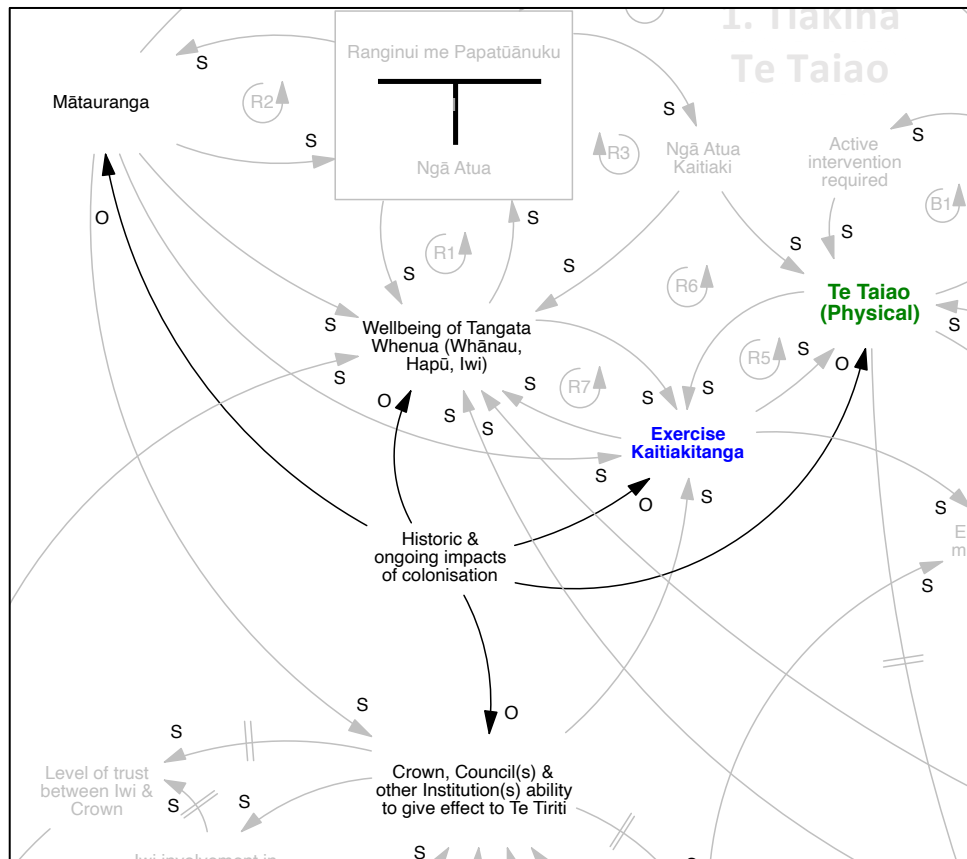 1. Tiakina
Te Taiao
Ranginui me Papatūānuku
Ngā Atua
Mātauranga
R2
S
S
S
R3
Ngā Atua
Kaitiaki
Active
intervention
required
S
B1
O
R1
S
S
S
S
S
R6
Te Taiao
(Physical)
S
S
Wellbeing of Tangata
Whenua (Whānau,
Hapū, Iwi)
S
O
S
S
S
R7
S
S
R5
S
O
Exercise
Kaitiakitanga
S
O
S
S
Historic &
ongoing impacts
of colonisation
E
m
S
O
S
S
Crown, Council(s) &
other Institution(s) ability
to give effect to Te Tiriti
Level of trust
between Iwi &
Crown
S
S
S